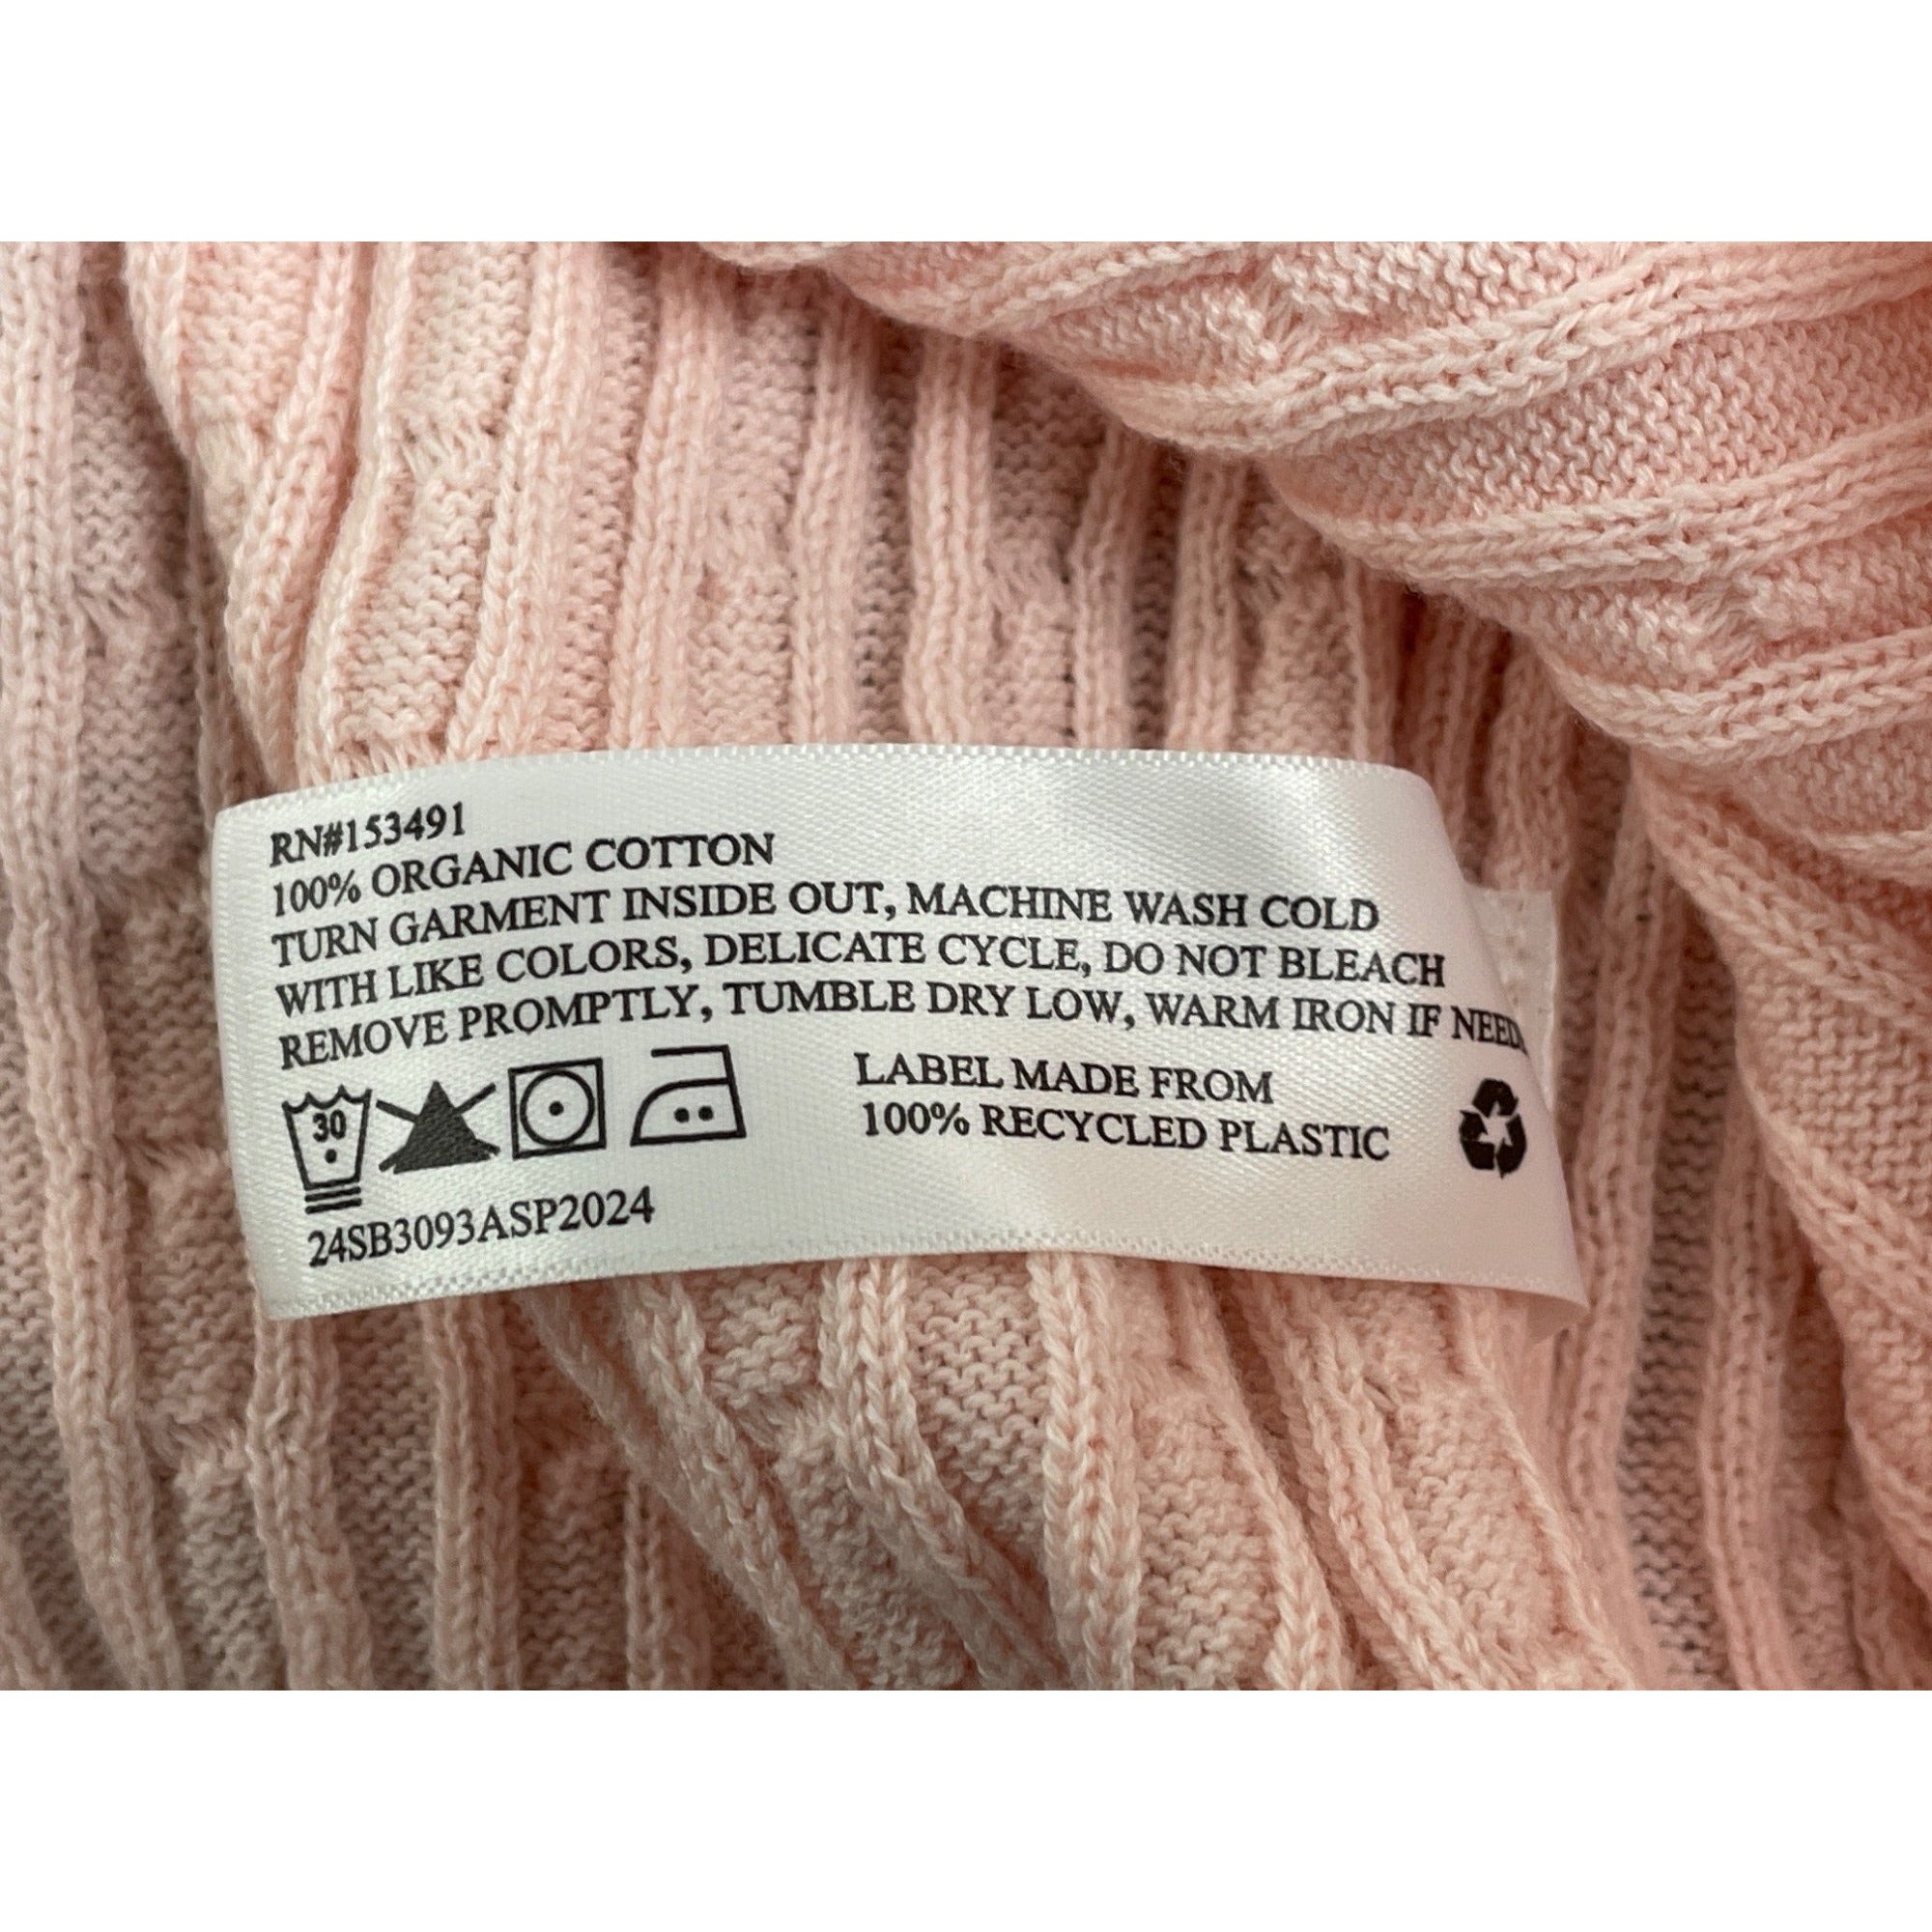 RN#153491
100% ORGANIC COTTON
TURN GARMENT INSIDE OUT, MACHINE WASH COLD
WITH LIKE COLORS, DELICATE CYCLE, DO NOT BLEACH
REMOVE PROMPTLY, TUMBLE DRY LOW, WARM IRON IF
30
LABEL MADE FROM
100% RECYCLED PLASTIC
24SB3093ASP2024